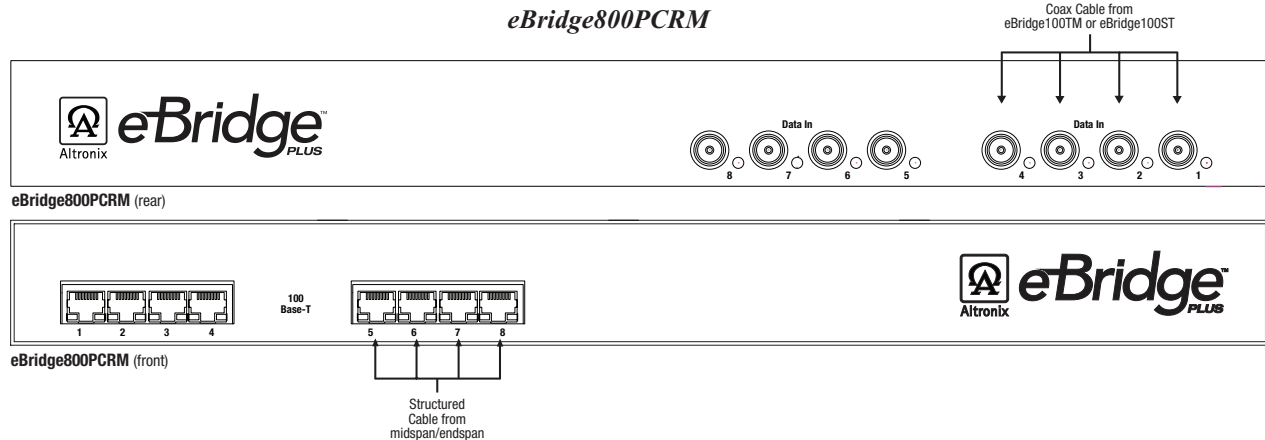 eBridge800PCRM
Coax Cable from
eBridge100TM or eBridge100ST
Altronix
eBridge™
PLUS
Data In
8 7 6 5
Data In
4 3 2 1
eBridge800PCRM (rear)
1 2 3 4
100
Base-T
5 6 7 8
Altronix
eBridge™
PLUS
eBridge800PCRM (front)
Structured
Cable from
midspan/endspan